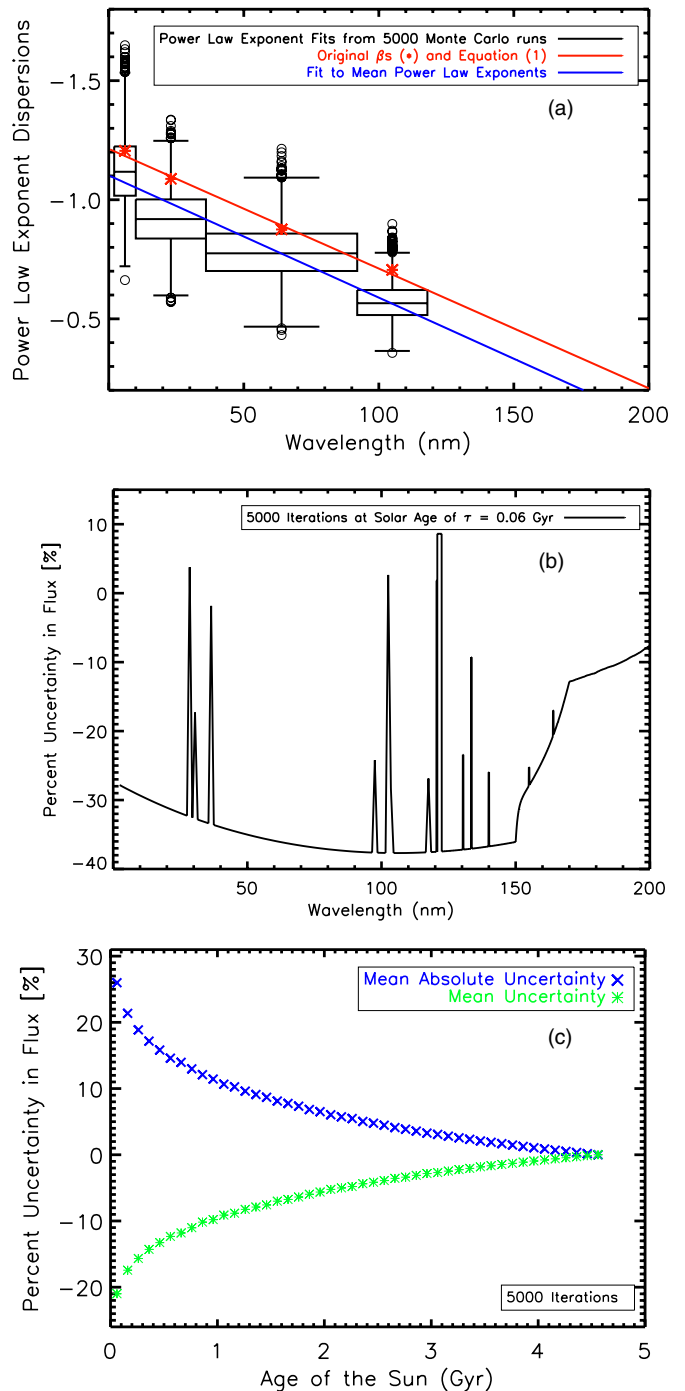 Power Law Exponent Fits from 5000 Monte Carlo runs
Original βs (*) and Equation (1)
Fit to Mean Power Law Exponents
(a)
Power Law Exponent Dispersions
-1.5
-1.0
-0.5
50
100
150
200
Wavelength (nm)
5000 Iterations at Solar Age of τ = 0.06 Gyr
(b)
Percent Uncertainty in Flux [%]
10
0
-10
-20
-30
-40
50
100
150
200
Wavelength (nm)
Mean Absolute Uncertainty
Mean Uncertainty
(c)
Percent Uncertainty in Flux [%]
30
20
10
0
-10
-20
5000 Iterations
0
1
2
3
4
5
Age of the Sun (Gyr)